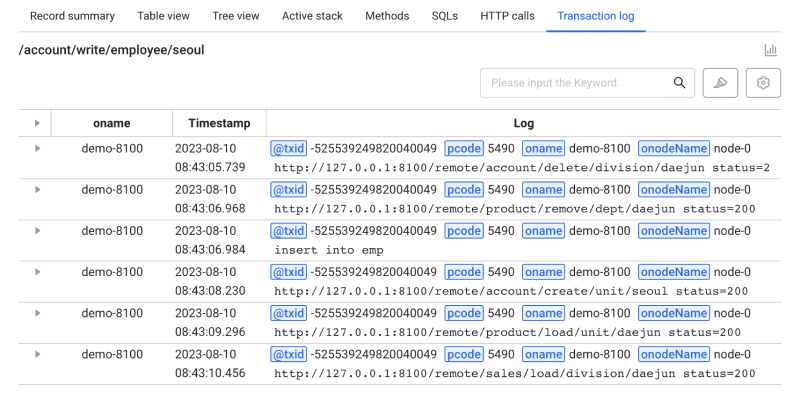 Record summary Table view Tree view Active stack Methods SQLs HTTP calls Transaction log
/account/write/employee/seoul
Please input the Keyword.
oname Timestamp Log
demo-8100 2023-08-10 @txid -525539249820040049 pcode 5490 oname demo-8100 onodeName node-0
08:43:05.739 http://127.0.0.1:8100/remote/account/delete/division/daejun status=2
demo-8100 2023-08-10 @txid -525539249820040049 pcode 5490 oname demo-8100 onodeName node-0
08:43:06.968 http://127.0.0.1:8100/remote/product/remove/dept/daejun status=200
demo-8100 2023-08-10 @txid -525539249820040049 pcode 5490 oname demo-8100 onodeName node-0
08:43:06.984 insert into emp
demo-8100 2023-08-10 @txid -525539249820040049 pcode 5490 oname demo-8100 onodeName node-0
08:43:08.230 http://127.0.0.1:8100/remote/account/create/unit/seoul status=200
demo-8100 2023-08-10 @txid -525539249820040049 pcode 5490 oname demo-8100 onodeName node-0
08:43:09.296 http://127.0.0.1:8100/remote/product/load/unit/daejun status=200
demo-8100 2023-08-10 @txid -525539249820040049 pcode 5490 oname demo-8100 onodeName node-0
08:43:10.456 http://127.0.0.1:8100/remote/sales/load/division/daejun status=200